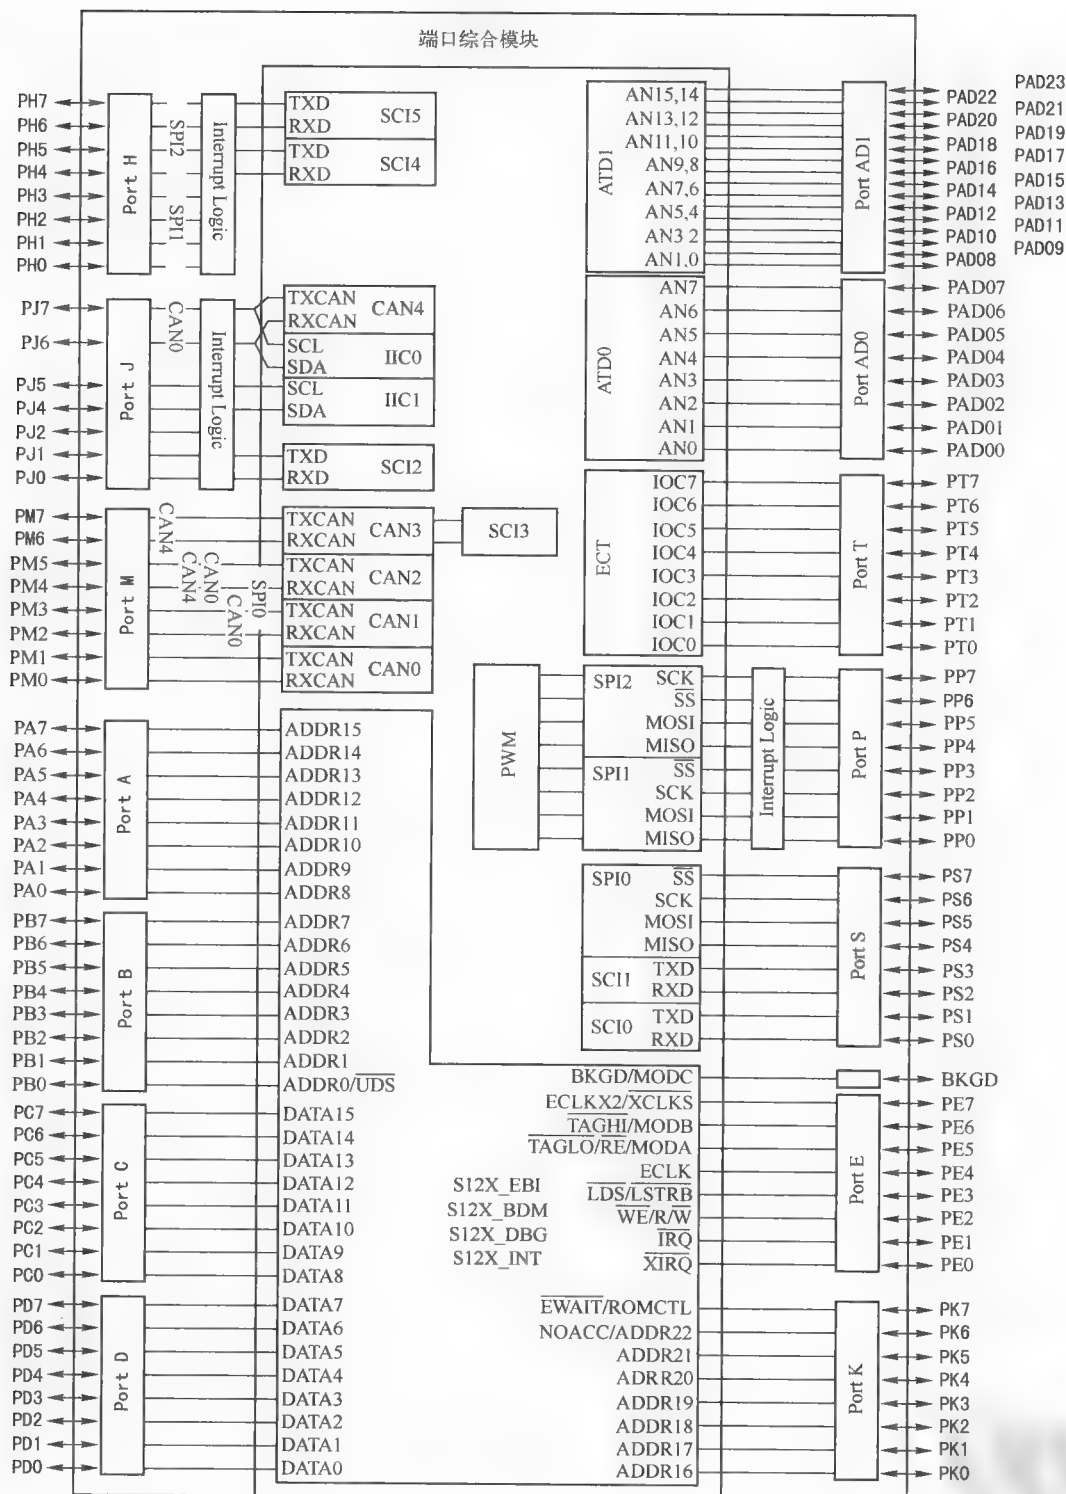 端口综合模块
PH7
PH6
PH5
PH4
PH3
PH2
PH1
PH0
Port H
SPI2
SPI1
Interrupt Logic
TXD
RXD
SCI5
TXD
RXD
SCI4
PJ7
PJ6
PJ5
PJ4
PJ2
PJ1
PJ0
Port J
CAN0
Interrupt Logic
TXCAN
RXCAN
CAN4
SCL
SDA
IIC0
SCL
SDA
IIC1
TXD
RXD
SCI2
PM7
PM6
PM5
PM4
PM3
PM2
PM1
PM0
Port M
CAN4
CAN4
CAN0
CAN0
SPI0
TXCAN
RXCAN
CAN3
SCI3
TXCAN
RXCAN
CAN2
TXCAN
RXCAN
CAN1
TXCAN
RXCAN
CAN0
PA7
PA6
PA5
PA4
PA3
PA2
PA1
PA0
Port A
ADDR15
ADDR14
ADDR13
ADDR12
ADDR11
ADDR10
ADDR9
ADDR8
PB7
PB6
PB5
PB4
PB3
PB2
PB1
PB0
Port B
ADDR7
ADDR6
ADDR5
ADDR4
ADDR3
ADDR2
ADDR1
ADDR0/UDS
PC7
PC6
PC5
PC4
PC3
PC2
PC1
PC0
Port C
DATA15
DATA14
DATA13
DATA12
DATA11
DATA10
DATA9
DATA8
PD7
PD6
PD5
PD4
PD3
PD2
PD1
PD0
Port D
DATA7
DATA6
DATA5
DATA4
DATA3
DATA2
DATA1
DATA0
S12X_EBI
S12X_BDM
S12X_DBG
S12X_INT
ATD1
AN15,14
AN13,12
AN11,10
AN9,8
AN7,6
AN5,4
AN3 2
AN1,0
Port AD1
PAD23
PAD22
PAD21
PAD20
PAD19
PAD18
PAD17
PAD16
PAD15
PAD14
PAD13
PAD12
PAD11
PAD10
PAD09
PAD08
ATD0
AN7
AN6
AN5
AN4
AN3
AN2
AN1
AN0
Port AD0
PAD07
PAD06
PAD05
PAD04
PAD03
PAD02
PAD01
PAD00
ECT
IOC7
IOC6
IOC5
IOC4
IOC3
IOC2
IOC1
IOC0
Port T
PT7
PT6
PT5
PT4
PT3
PT2
PT1
PT0
PWM
SPI2
SCK
SS
MOSI
MISO
SPI1
SS
SCK
MOSI
MISO
Interrupt Logic
Port P
PP7
PP6
PP5
PP4
PP3
PP2
PP1
PP0
SPI0
SS
SCK
MOSI
MISO
SCI1
TXD
RXD
SCI0
TXD
RXD
Port S
PS7
PS6
PS5
PS4
PS3
PS2
PS1
PS0
BKGD/MODC
BKGD
ECLKX2/XCLKS
TAGHI/MODB
TAGLO/RE/MODA
ECLK
LDS/LSTRB
WE/R/W
IRQ
XIRQ
Port E
PE7
PE6
PE5
PE4
PE3
PE2
PE1
PE0
EWAIT/ROMCTL
NOACC/ADDR22
ADDR21
ADRR20
ADDR19
ADDR18
ADDR17
ADDR16
Port K
PK7
PK6
PK5
PK4
PK3
PK2
PK1
PK0